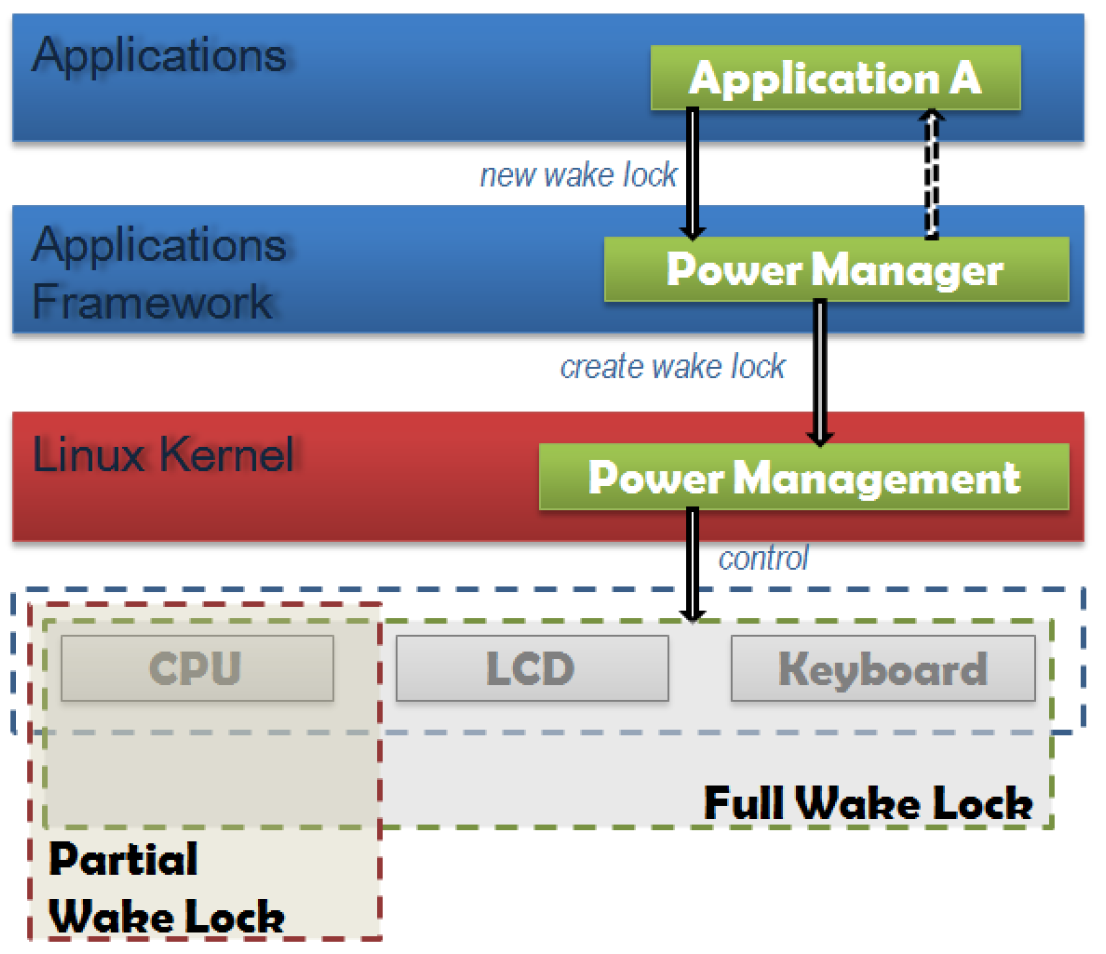 Applications
Application A
new wake lock
Applications
Framework
Power Manager
create wake lock
Linux Kernel
Power Management
control
CPU
LCD
Keyboard
Full Wake Lock
Partial
Wake Lock